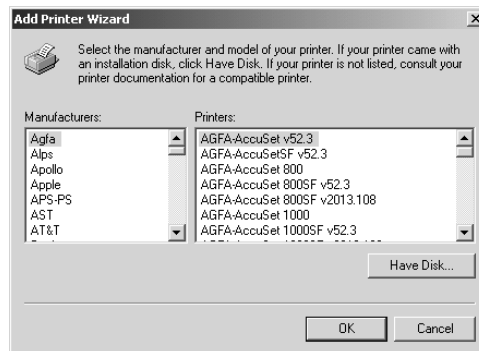 Add Printer Wizard
Select the manufacturer and model of your printer. If your printer came with
an installation disk, click Have Disk. If your printer is not listed, consult your
printer documentation for a compatible printer.
Manufacturers:
Agfa
Alps
Apollo
Apple
APS-PS
AST
AT&T
Printers:
AGFA-AccuSet v52.3
AGFA-AccuSetSF v52.3
AGFA-AccuSet 800
AGFA-AccuSet 800SF v52.3
AGFA-AccuSet 800SF v2013.108
AGFA-AccuSet 1000
AGFA-AccuSet 1000SF v52.3
Have Disk...
OK
Cancel